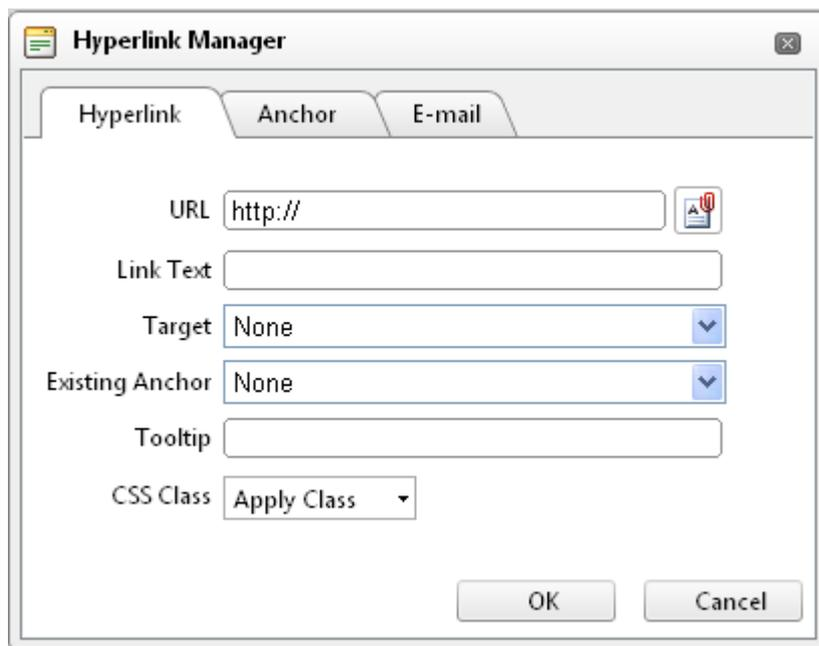 Hyperlink Manager
Hyperlink Anchor E-mail
URL http://
Link Text
Target None
Existing Anchor None
Tooltip
CSS Class Apply Class
OK Cancel